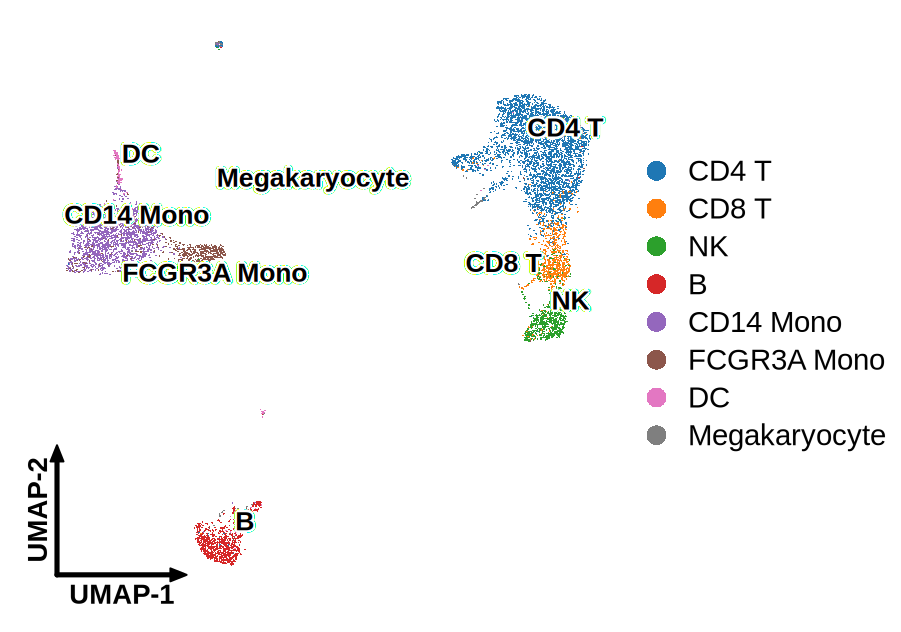 CD4 T
DC
Megakaryocyte
CD14 Mono
CD8 T
FCGR3A Mono
NK
B
CD4 T
CD8 T
NK
B
CD14 Mono
FCGR3A Mono
DC
Megakaryocyte
UMAP-2
UMAP-1